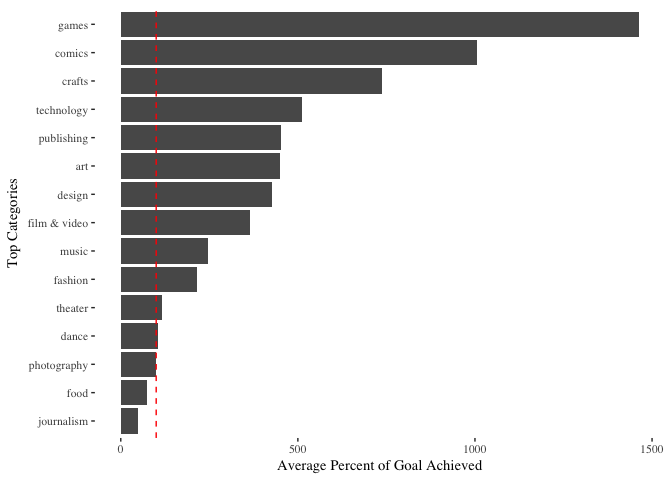 games
comics
crafts
technology
publishing
art
design
film & video
music
fashion
theater
dance
photography
food
journalism
Top Categories
0 500 1000 1500
Average Percent of Goal Achieved